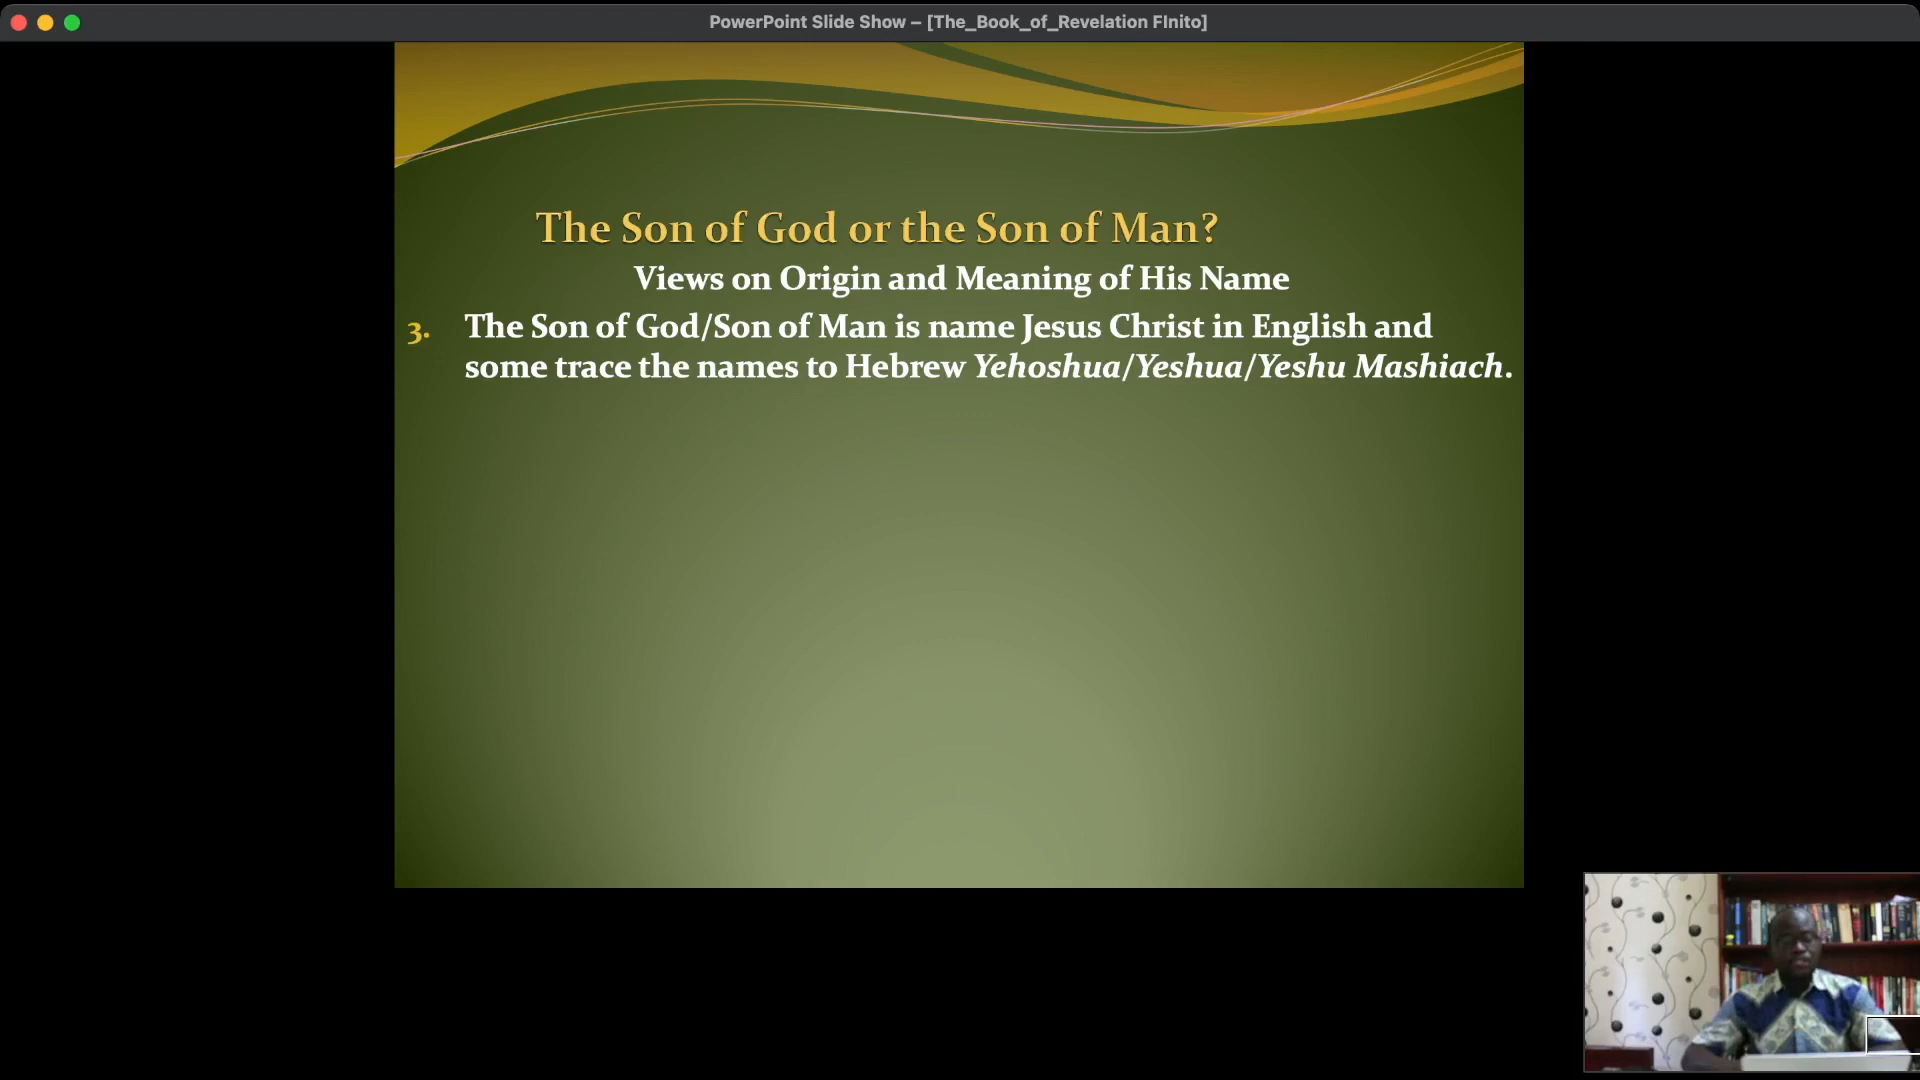 PowerPoint Slide Show – [The_Book_of_Revelation FInito]
The Son of God or the Son of Man?
Views on Origin and Meaning of His Name
3. The Son of God/Son of Man is name Jesus Christ in English and
some trace the names to Hebrew Yehoshua/Yeshua/Yeshu Mashiach.